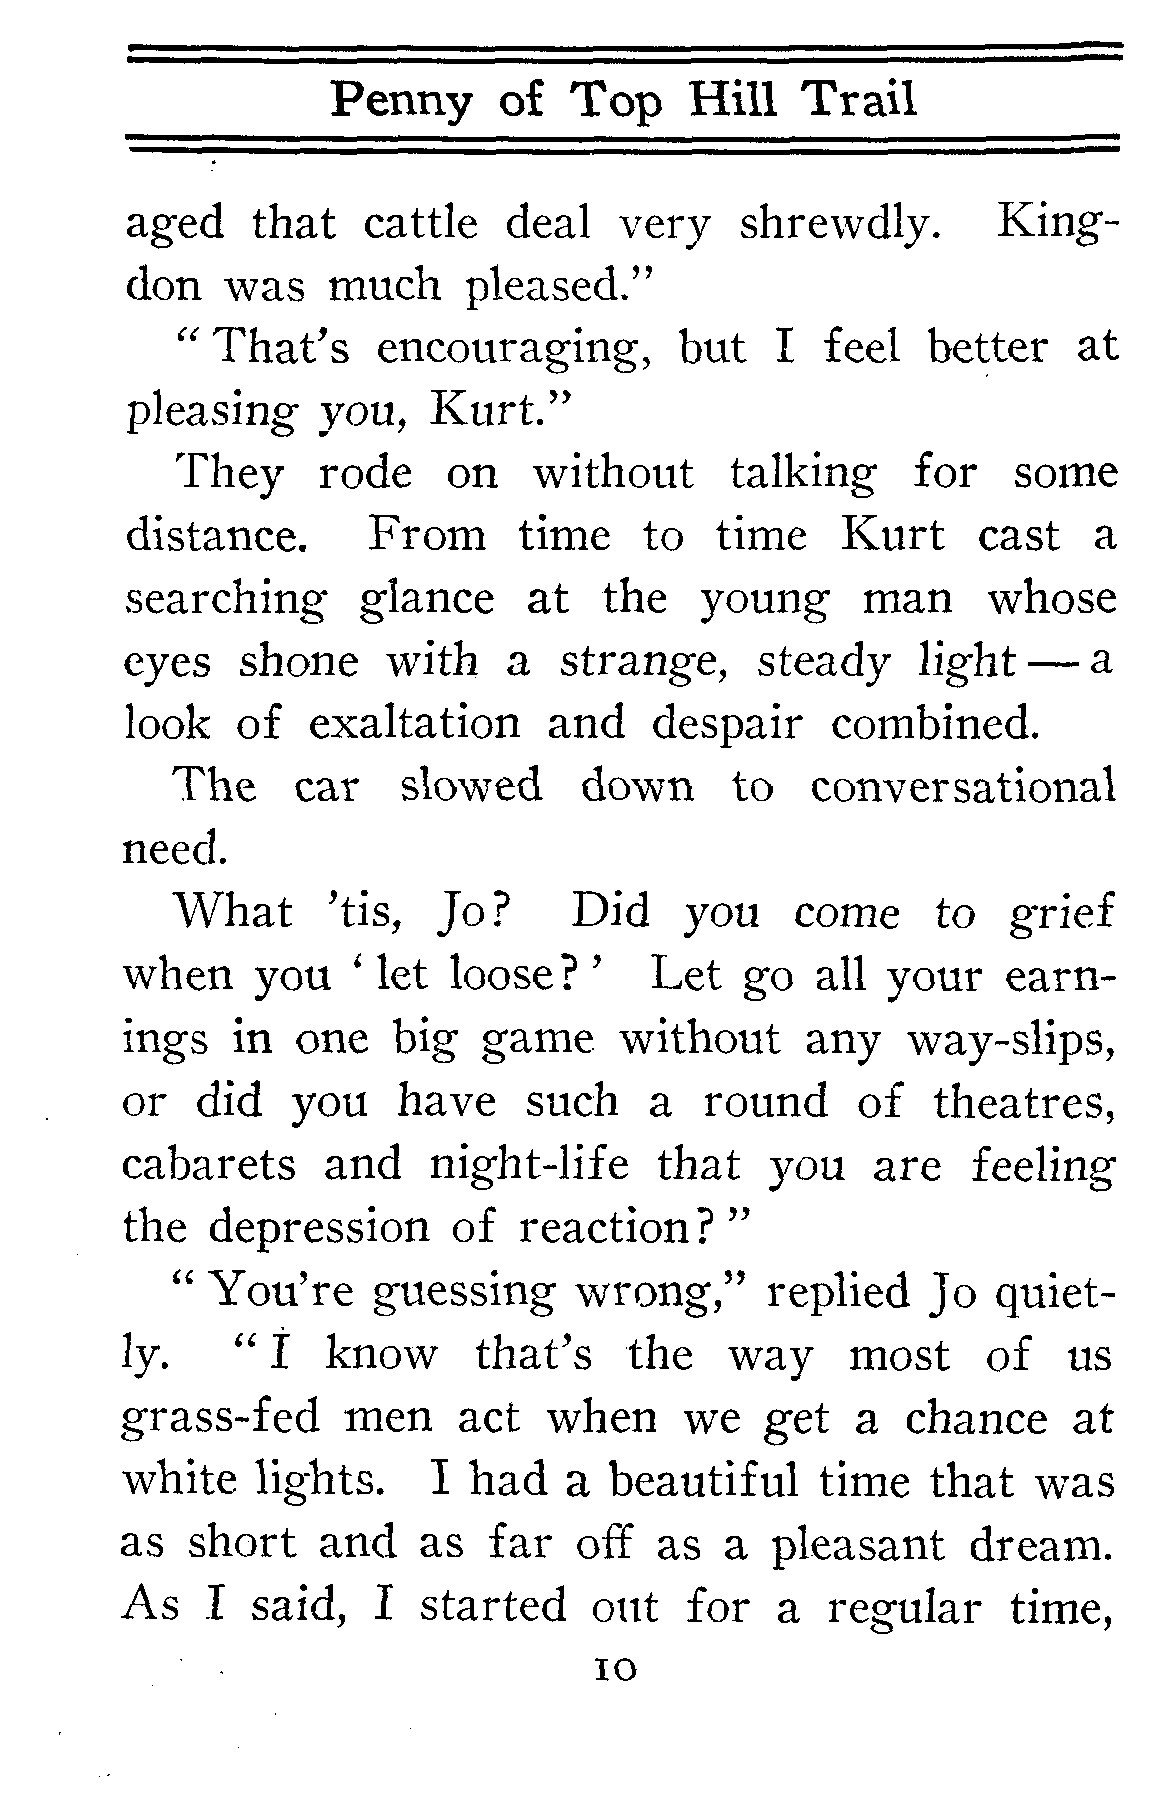 Penny of Top Hill Trail
aged that cattle deal very shrewdly. King-
don was much pleased.”
“ That’s encouraging, but I feel better at
pleasing you, Kurt.”
They rode on without talking for some
distance. From time to time Kurt cast a
searching glance at the young man whose
eyes shone with a strange, steady light — a
look of exaltation and despair combined.
The car slowed down to conversational
need.
What ’tis, Jo? Did you come to grief
when you ‘ let loose? ’ Let go all your earn-
ings in one big game without any way-slips,
or did you have such a round of theatres,
cabarets and night-life that you are feeling
the depression of reaction? ”
“ You’re guessing wrong,” replied Jo quiet-
ly. “ I know that’s the way most of us
grass-fed men act when we get a chance at
white lights. I had a beautiful time that was
as short and as far off as a pleasant dream.
As I said, I started out for a regular time,
10